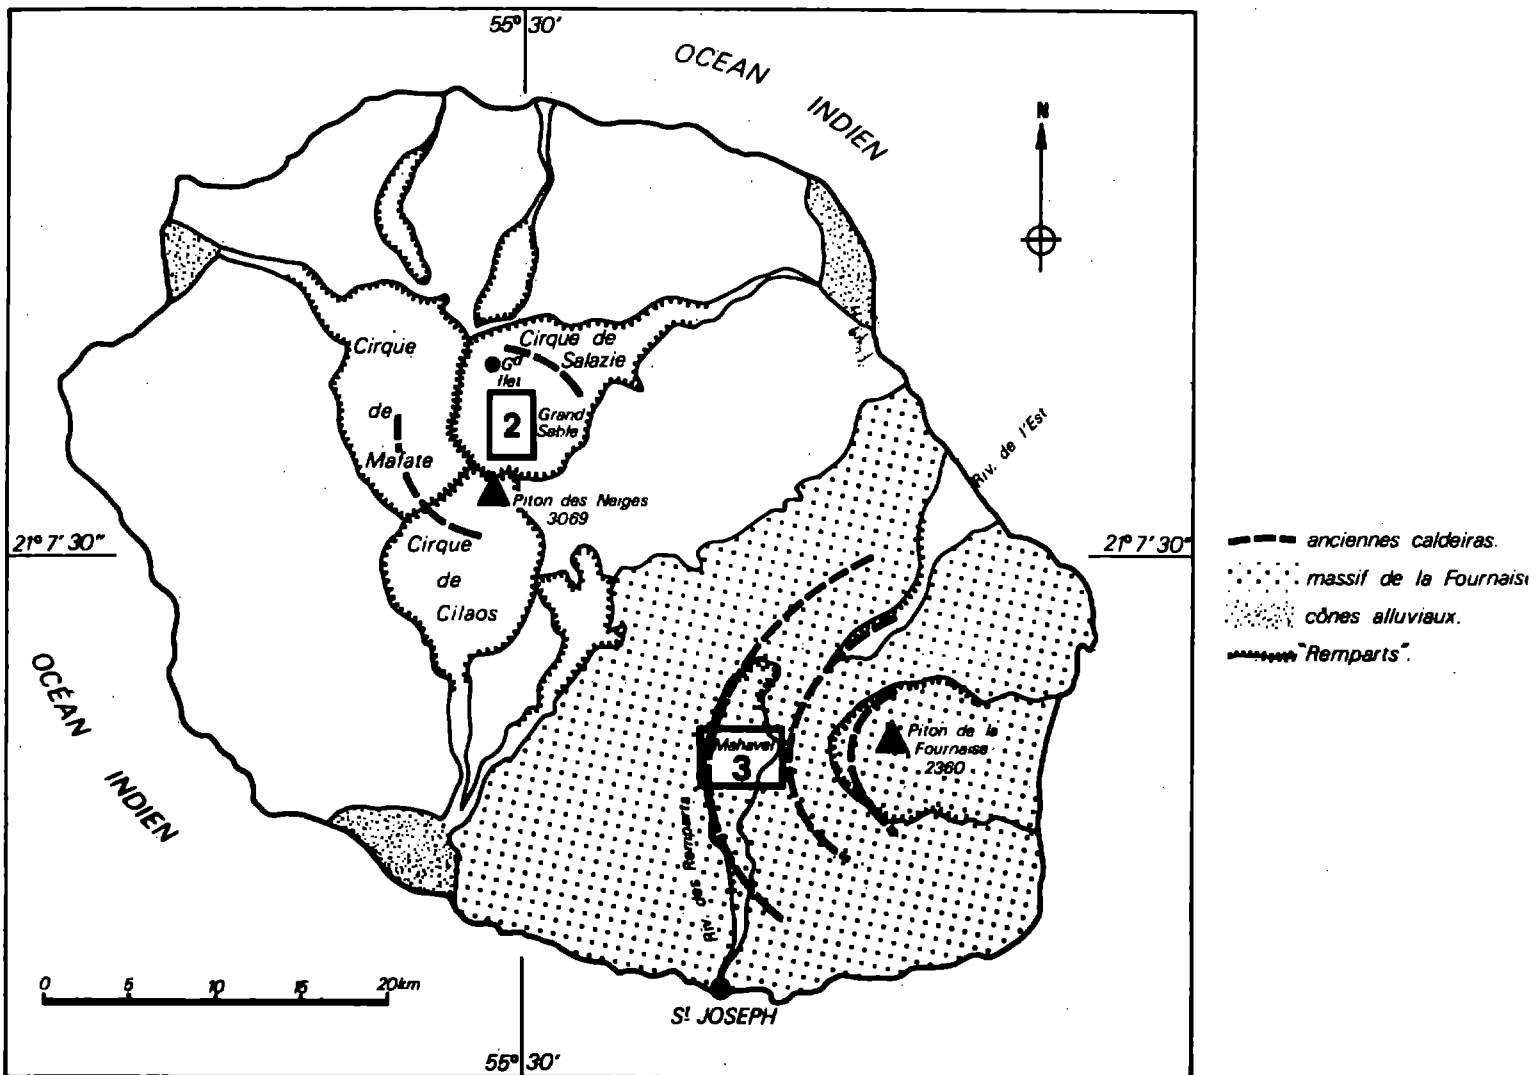 55° 30'
OCEAN
INDIEN
N
Cirque
de
Mafate
Cirque de
Salazie
Gd
Ilet
2
Grand
Sable
Piton des Neiges
3069
Riv. de l'Est
21° 7' 30"
21° 7' 30"
Cirque
de
Cilaos
anciennes caldeiras.
massif de la Fournaise
cônes alluviaux.
"Remparts".
OCÉAN
INDIEN
Mahavel
3
Piton de la
Fournaise
2360
Riv. des Remparts
0 5 10 15 20km
St JOSEPH
55° 30'